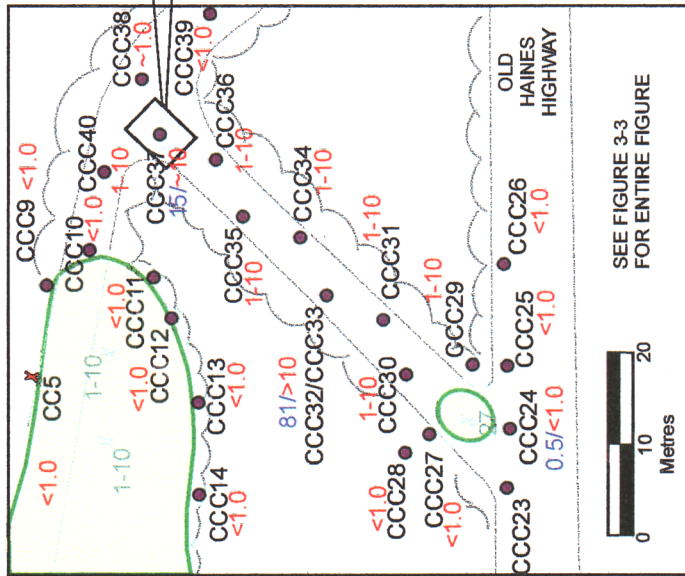 CCC38
~1.0
CCC39
<1.0
CCC9 <1.0
CCC40
1-10
CCC10
<1.0
CCC37
15/~10
CCC36
1-10
CC5
<1.0
1-10
1-10
CCC11
<1.0
CCC12
<1.0
CCC13
<1.0
CCC14
<1.0
CCC35
1-10
CCC34
1-10
81/>10
CCC32/CCC33
CCC31
1-10
1-10
CCC30
CCC29
1-10
<1.0
CCC28
CCC27
<1.0
27
CCC26
<1.0
CCC25
<1.0
CCC24
0.5/<1.0
CCC23
OLD
HAINES
HIGHWAY
SEE FIGURE 3-3
FOR ENTIRE FIGURE
0 10 20
Metres